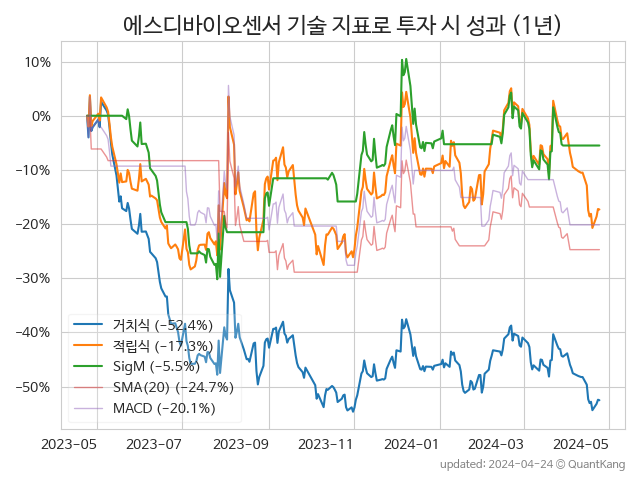 에스디바이오센서 기술 지표로 투자 시 성과 (1년)
10%
0%
−10%
−20%
−30%
−40%
−50%
거치식 (−52.4%)
적립식 (−17.3%)
SigM (−5.5%)
SMA(20) (−24.7%)
MACD (−20.1%)
2023-05 2023-07 2023-09 2023-11 2024-01 2024-03 2024-05
updated: 2024-04-24 © QuantKang